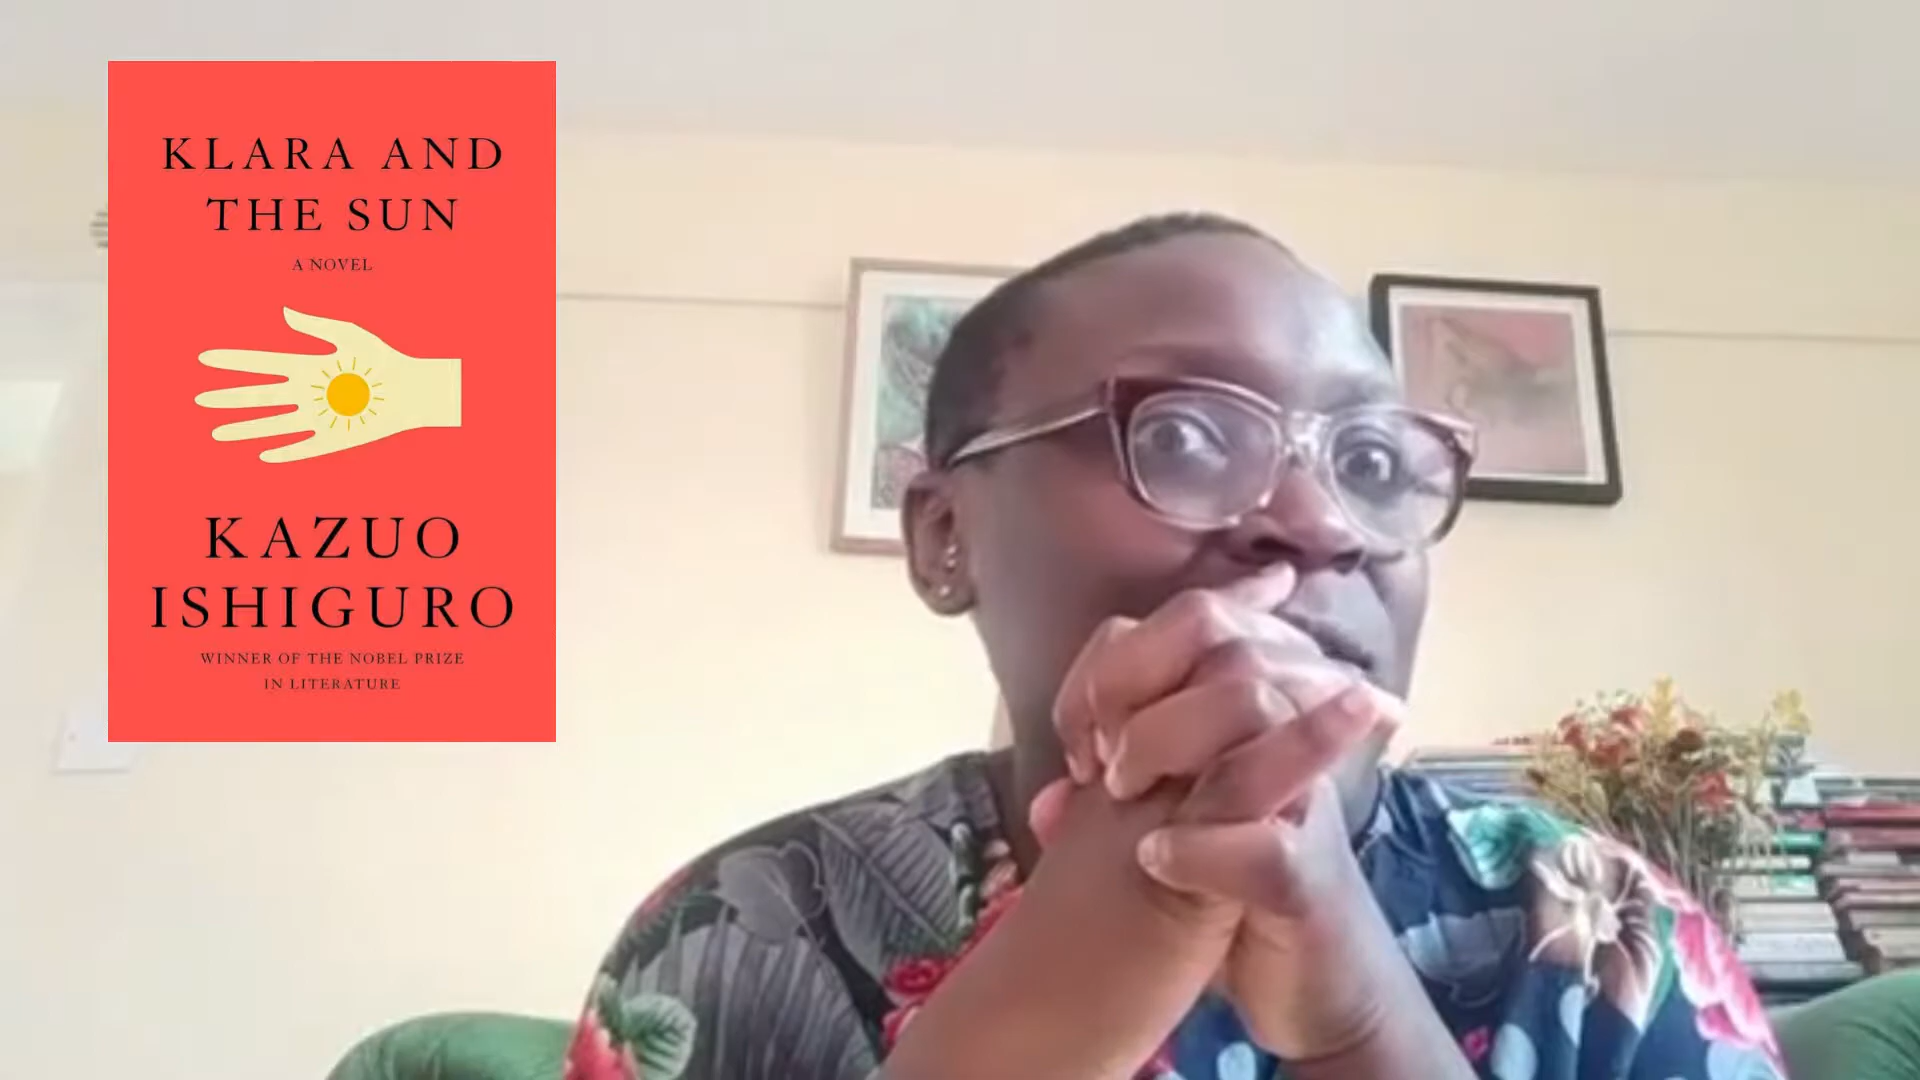 KLARA AND
THE SUN
A NOVEL
KAZUO
ISHIGURO
WINNER OF THE NOBEL PRIZE
IN LITERATURE